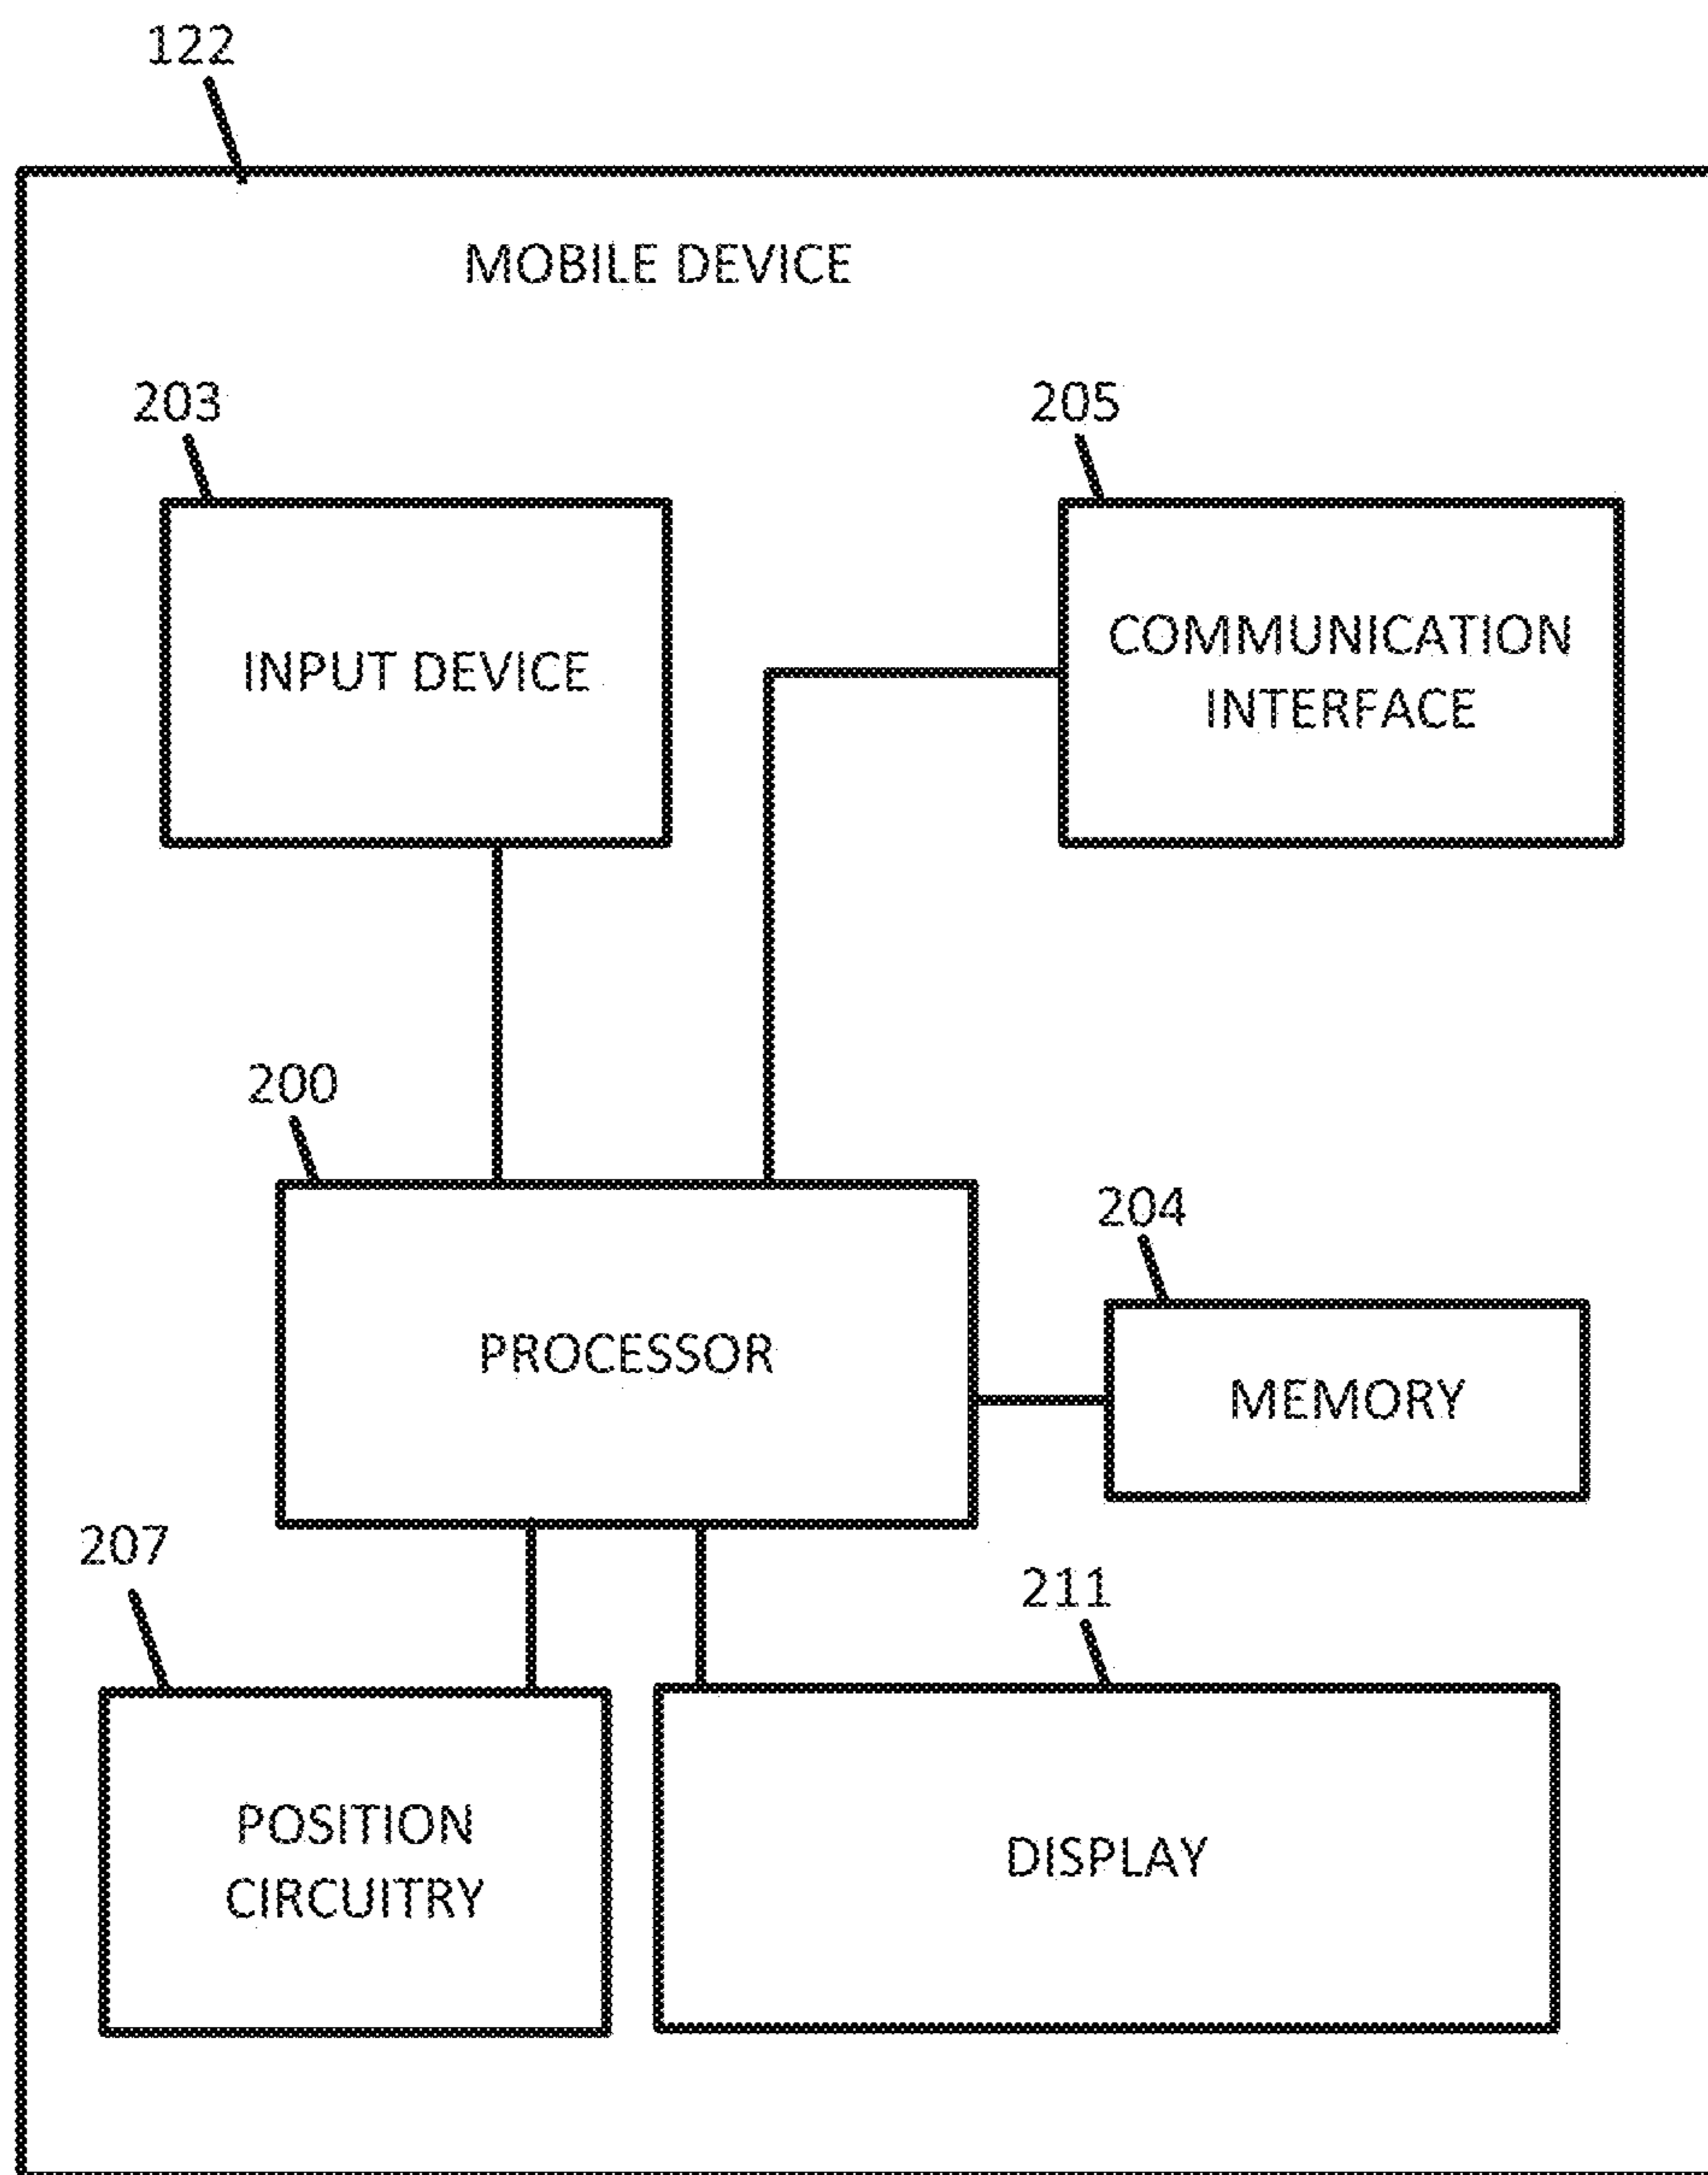 122
MOBILE DEVICE
203
205
INPUT DEVICE
COMMUNICATION
INTERFACE
200
204
PROCESSOR
MEMORY
207
211
POSITION
CIRCUITRY
DISPLAY